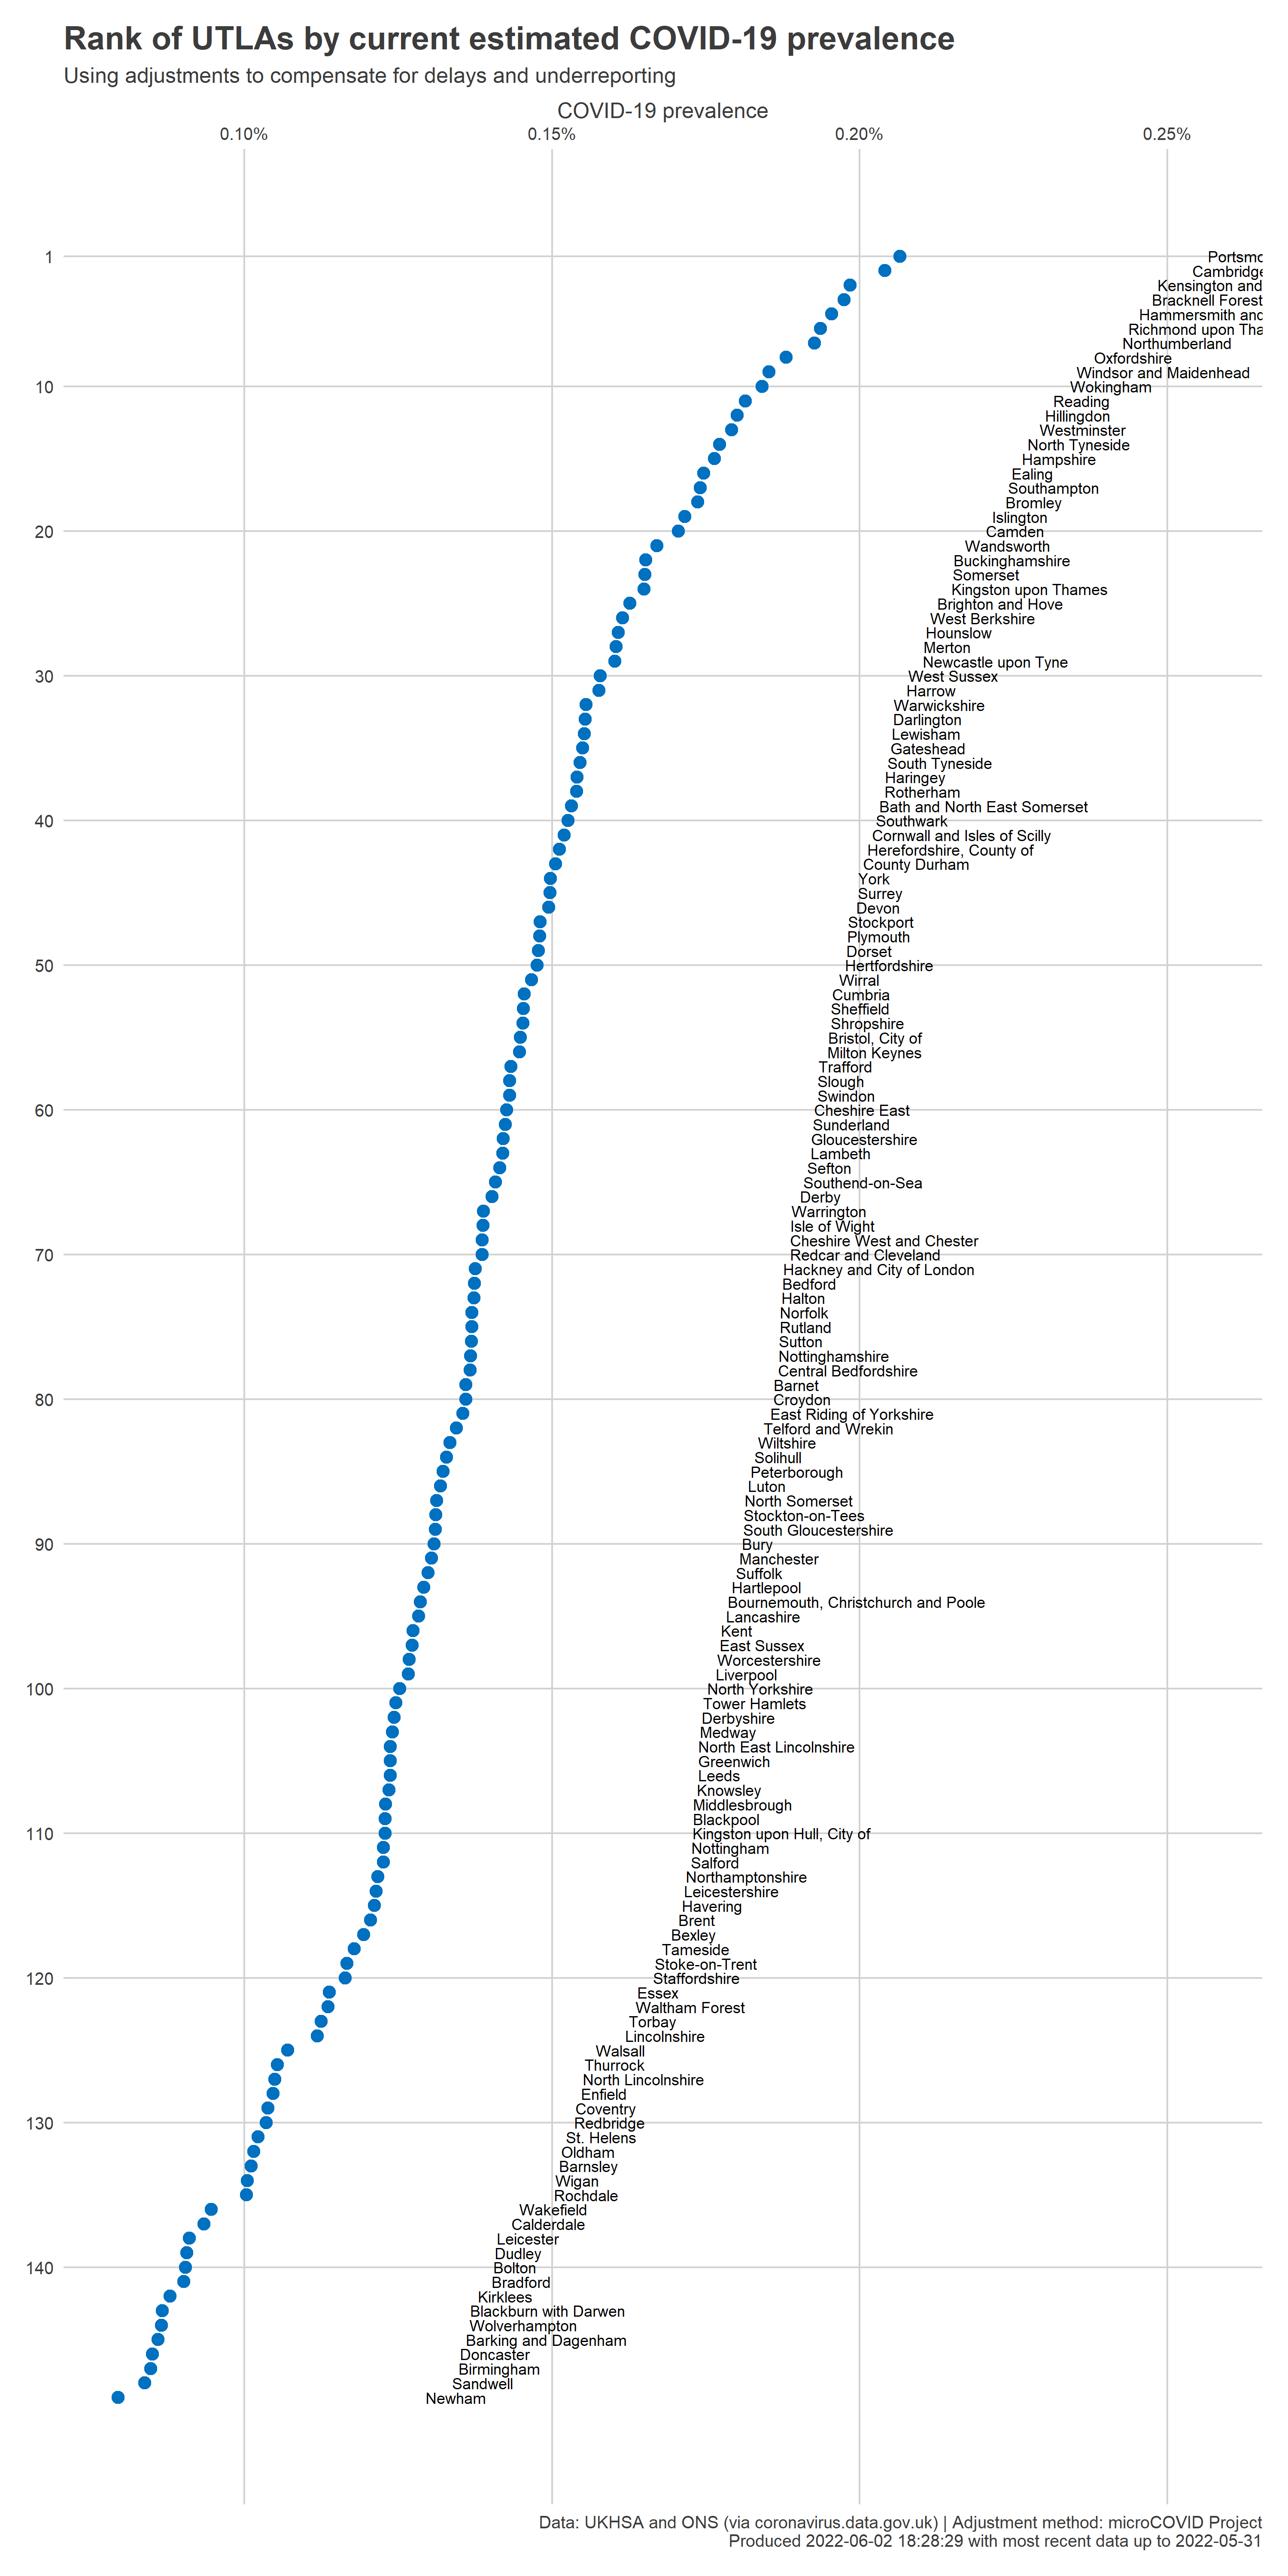 Rank of UTLAs by current estimated COVID-19 prevalence
Using adjustments to compensate for delays and underreporting
COVID-19 prevalence
0.10% 0.15% 0.20% 0.25%
1 Portsmo
Cambridge
Kensington and
Bracknell Forest
Hammersmith and
Richmond upon Tha
Northumberland
Oxfordshire
Windsor and Maidenhead
10 Wokingham
Reading
Hillingdon
Westminster
North Tyneside
Hampshire
Ealing
Southampton
Bromley
Islington
20 Camden
Wandsworth
Buckinghamshire
Somerset
Kingston upon Thames
Brighton and Hove
West Berkshire
Hounslow
Merton
Newcastle upon Tyne
30 West Sussex
Harrow
Warwickshire
Darlington
Lewisham
Gateshead
South Tyneside
Haringey
Rotherham
Bath and North East Somerset
40 Southwark
Cornwall and Isles of Scilly
Herefordshire, County of
County Durham
York
Surrey
Devon
Stockport
Plymouth
Dorset
50 Hertfordshire
Wirral
Cumbria
Sheffield
Shropshire
Bristol, City of
Milton Keynes
Trafford
Slough
Swindon
60 Cheshire East
Sunderland
Gloucestershire
Lambeth
Sefton
Southend-on-Sea
Derby
Warrington
Isle of Wight
Cheshire West and Chester
70 Redcar and Cleveland
Hackney and City of London
Bedford
Halton
Norfolk
Rutland
Sutton
Nottinghamshire
Central Bedfordshire
Barnet
80 Croydon
East Riding of Yorkshire
Telford and Wrekin
Wiltshire
Solihull
Peterborough
Luton
North Somerset
Stockton-on-Tees
South Gloucestershire
90 Bury
Manchester
Suffolk
Hartlepool
Bournemouth, Christchurch and Poole
Lancashire
Kent
East Sussex
Worcestershire
Liverpool
100 North Yorkshire
Tower Hamlets
Derbyshire
Medway
North East Lincolnshire
Greenwich
Leeds
Knowsley
Middlesbrough
Blackpool
110 Kingston upon Hull, City of
Nottingham
Salford
Northamptonshire
Leicestershire
Havering
Brent
Bexley
Tameside
Stoke-on-Trent
120 Staffordshire
Essex
Waltham Forest
Torbay
Lincolnshire
Walsall
Thurrock
North Lincolnshire
Enfield
Coventry
130 Redbridge
St. Helens
Oldham
Barnsley
Wigan
Rochdale
Wakefield
Calderdale
Leicester
Dudley
140 Bolton
Bradford
Kirklees
Blackburn with Darwen
Wolverhampton
Barking and Dagenham
Doncaster
Birmingham
Sandwell
Newham
Data: UKHSA and ONS (via coronavirus.data.gov.uk) | Adjustment method: microCOVID Project
Produced 2022-06-02 18:28:29 with most recent data up to 2022-05-31